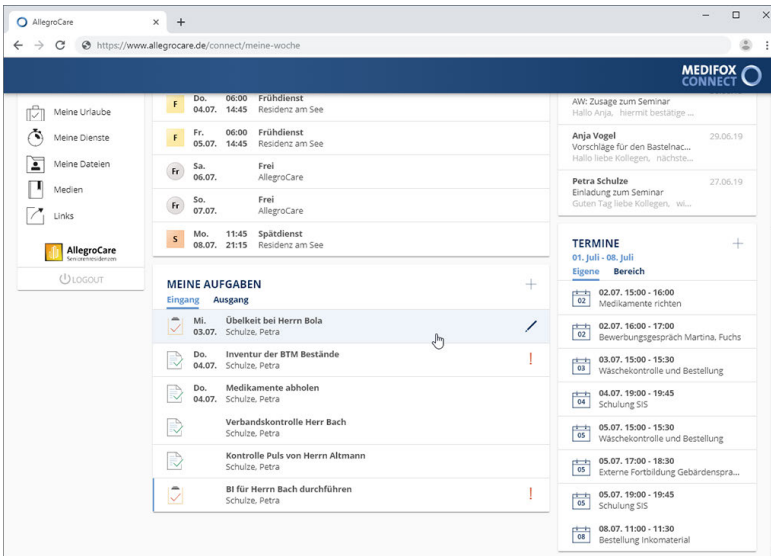 AllegroCare
https://www.allegrocare.de/connect/meine-woche
MEDIFOX
CONNECT
Meine Urlaube
Meine Dienste
Meine Dateien
Medien
Links
AllegroCare
Seniorenresidenzen
LOGOUT
F Do. 06:00 Frühdienst
04.07. 14:45 Residenz am See
F Fr. 06:00 Frühdienst
05.07. 14:45 Residenz am See
Fr Sa. Frei
06.07. AllegroCare
Fr So. Frei
07.07. AllegroCare
S Mo. 11:45 Spätdienst
08.07. 21:15 Residenz am See
MEINE AUFGABEN
Eingang Ausgang
Mi. Übelkeit bei Herrn Bola
03.07. Schulze, Petra
Do. Inventur der BTM Bestände
04.07. Schulze, Petra
Do. Medikamente abholen
04.07. Schulze, Petra
Verbandskontrolle Herr Bach
Schulze, Petra
Kontrolle Puls von Herrn Altmann
Schulze, Petra
BI für Herrn Bach durchführen
Schulze, Petra
AW: Zusage zum Seminar
Hallo Anja, hiermit bestätige ...
Anja Vogel 29.06.19
Vorschläge für den Bastelnac...
Hallo liebe Kollegen, nächste...
Petra Schulze 27.06.19
Einladung zum Seminar
Guten Tag liebe Kollegen, wi...
TERMINE
01. Juli - 08. Juli
Eigene Bereich
02 02.07. 15:00 - 16:00
Medikamente richten
02 02.07. 16:00 - 17:00
Bewerbungsgespräch Martina, Fuchs
03 03.07. 15:00 - 15:30
Wäschekontrolle und Bestellung
04 04.07. 19:00 - 19:45
Schulung SIS
05 05.07. 15:00 - 15:30
Wäschekontrolle und Bestellung
05 05.07. 17:00 - 18:30
Externe Fortbildung Gebärdenspra...
05 05.07. 19:00 - 19:45
Schulung SIS
08 08.07. 11:00 - 11:30
Bestellung Inkomaterial